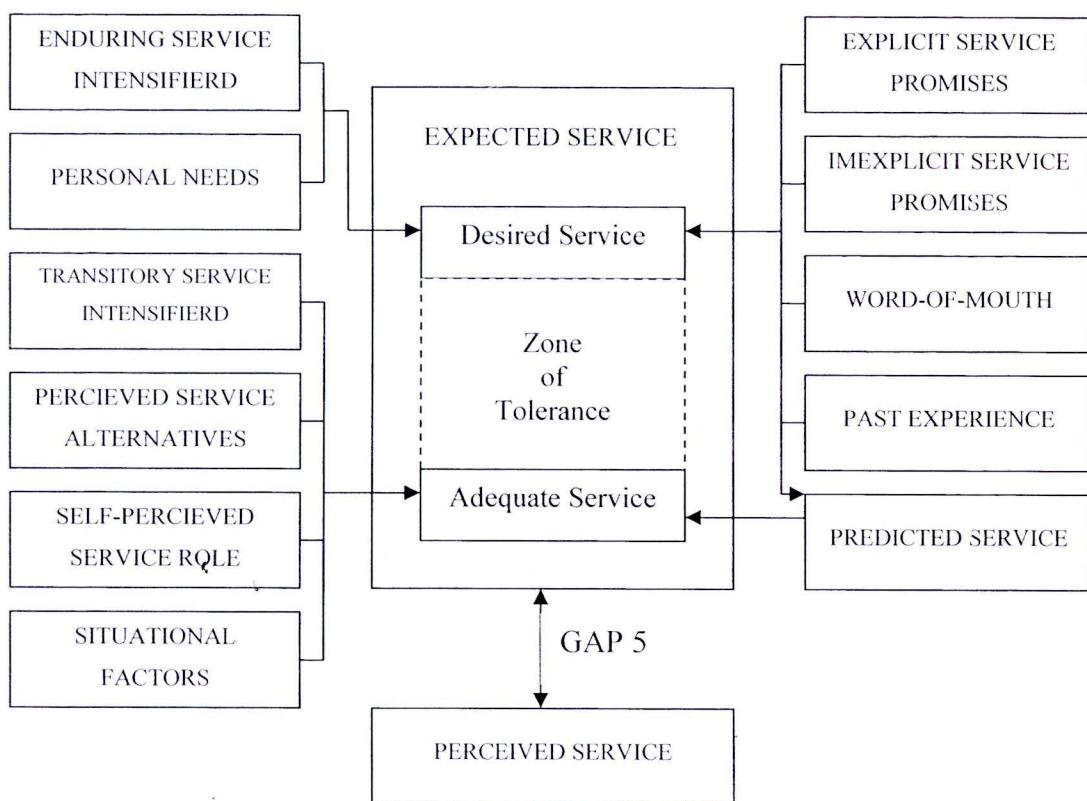 ENDURING SERVICE
INTENSIFIERD
PERSONAL NEEDS
TRANSITORY SERVICE
INTENSIFIERD
PERCIEVED SERVICE
ALTERNATIVES
SELF-PERCIEVED
SERVICE ROLE
SITUATIONAL
FACTORS
EXPECTED SERVICE
Desired Service
Zone
of
Tolerance
Adequate Service
GAP 5
PERCEIVED SERVICE
EXPLICIT SERVICE
PROMISES
IMEXPLICIT SERVICE
PROMISES
WORD-OF-MOUTH
PAST EXPERIENCE
PREDICTED SERVICE